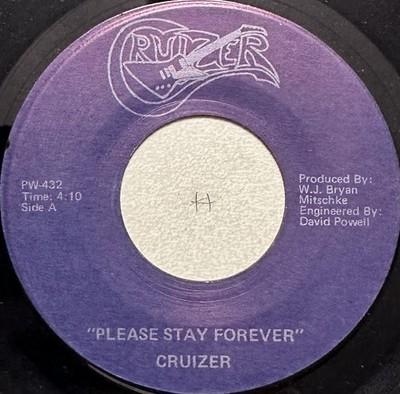 CRUIZER
PW-432
Time: 4:10
Side A
Produced By:
W.J. Bryan
Mitschke
Engineered By:
David Powell
"PLEASE STAY FOREVER"
CRUIZER